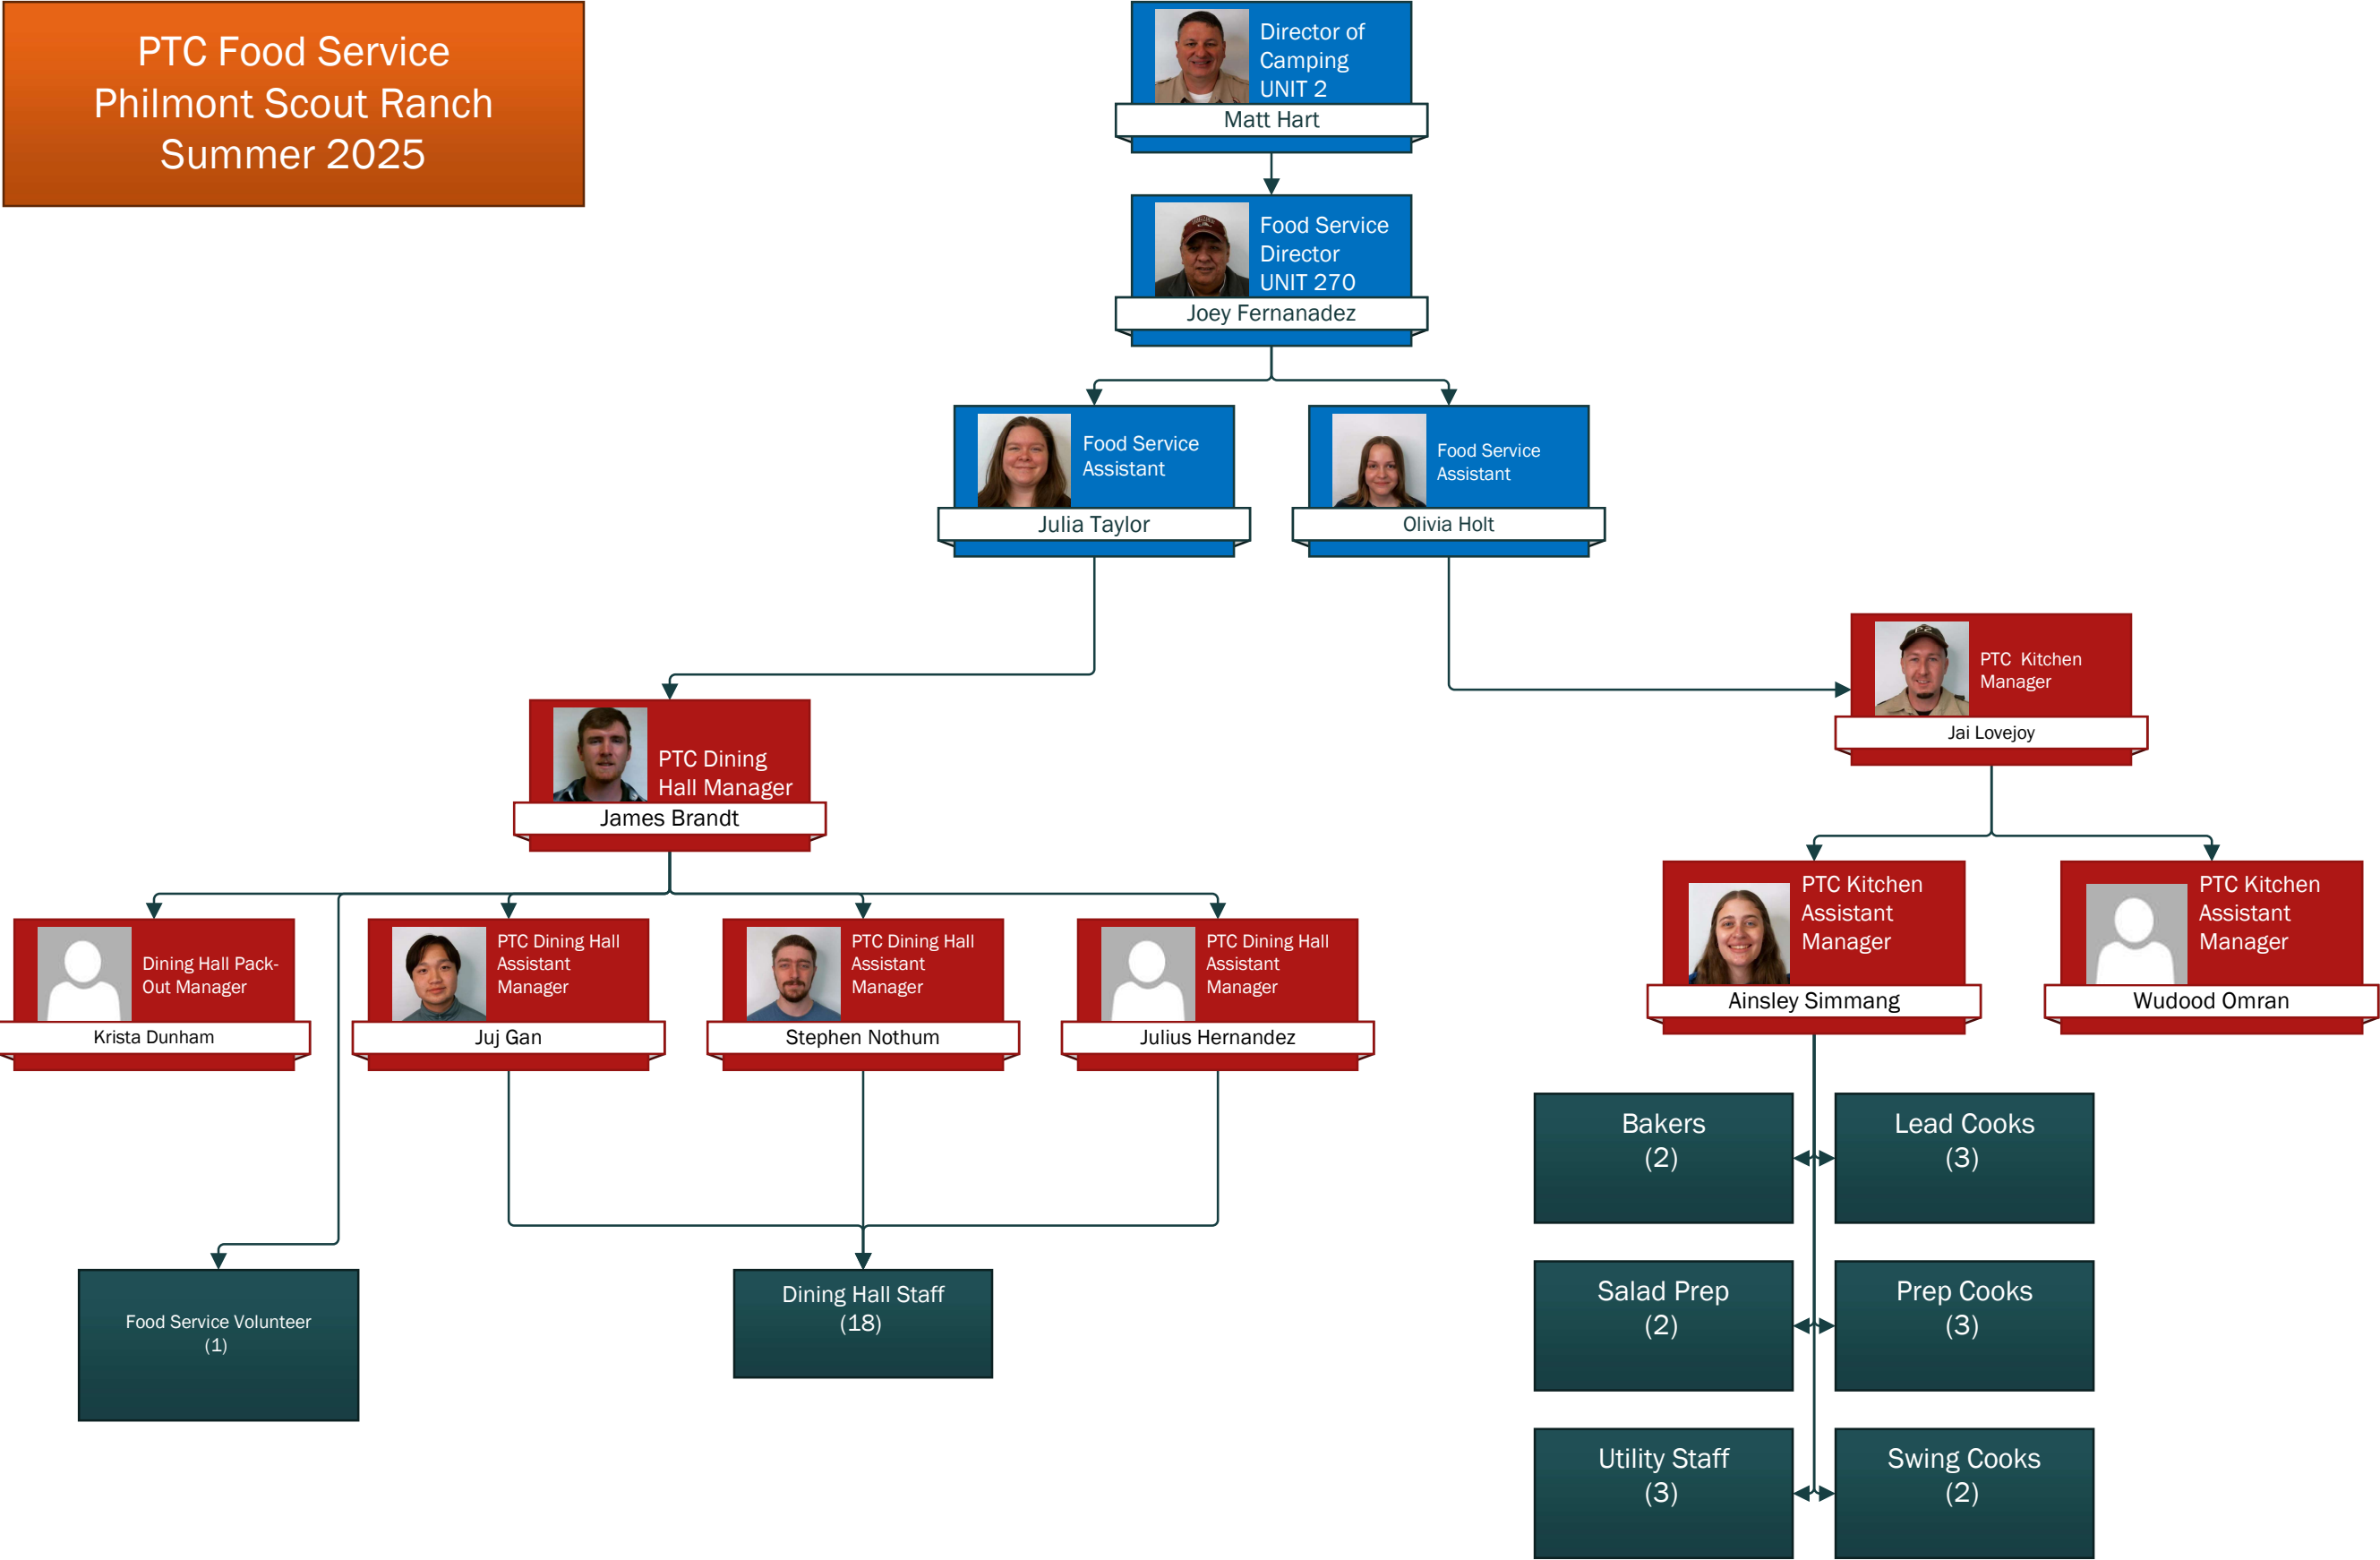 PTC Food Service
Philmont Scout Ranch
Summer 2025
Director of
Camping
UNIT 2
Matt Hart
Food Service
Director
UNIT 270
Joey Fernanadez
Food Service
Assistant
Julia Taylor
Food Service
Assistant
Olivia Holt
PTC  Kitchen
Manager
Jai Lovejoy
PTC Dining
Hall Manager
James Brandt
Dining Hall Pack-
Out Manager
Krista Dunham
PTC Dining Hall
Assistant
Manager
Juj Gan
PTC Dining Hall
Assistant
Manager
Stephen Nothum
PTC Dining Hall
Assistant
Manager
Julius Hernandez
PTC Kitchen
Assistant
Manager
Ainsley Simmang
PTC Kitchen
Assistant
Manager
Wudood Omran
Bakers
(2)
Lead Cooks
(3)
Salad Prep
(2)
Prep Cooks
(3)
Utility Staff
(3)
Swing Cooks
(2)
Food Service Volunteer
(1)
Dining Hall Staff
(18)